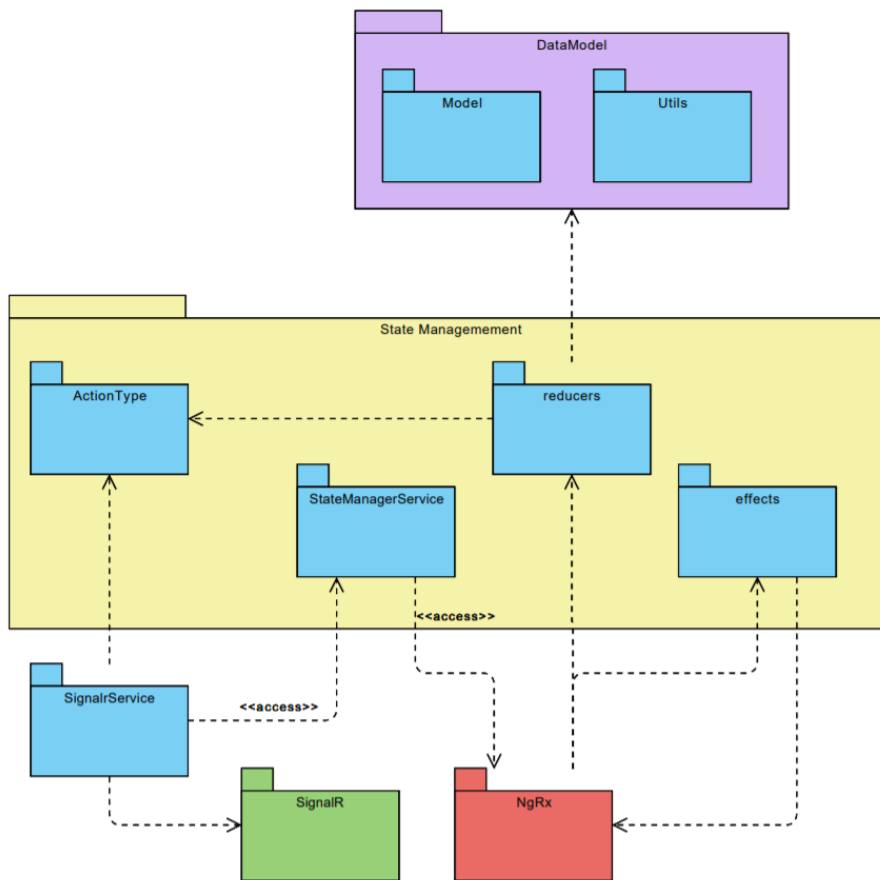 DataModel
Model
Utils
State Managemement
ActionType
reducers
StateManagerService
effects
<<access>>
SignalrService
<<access>>
SignalR
NgRx